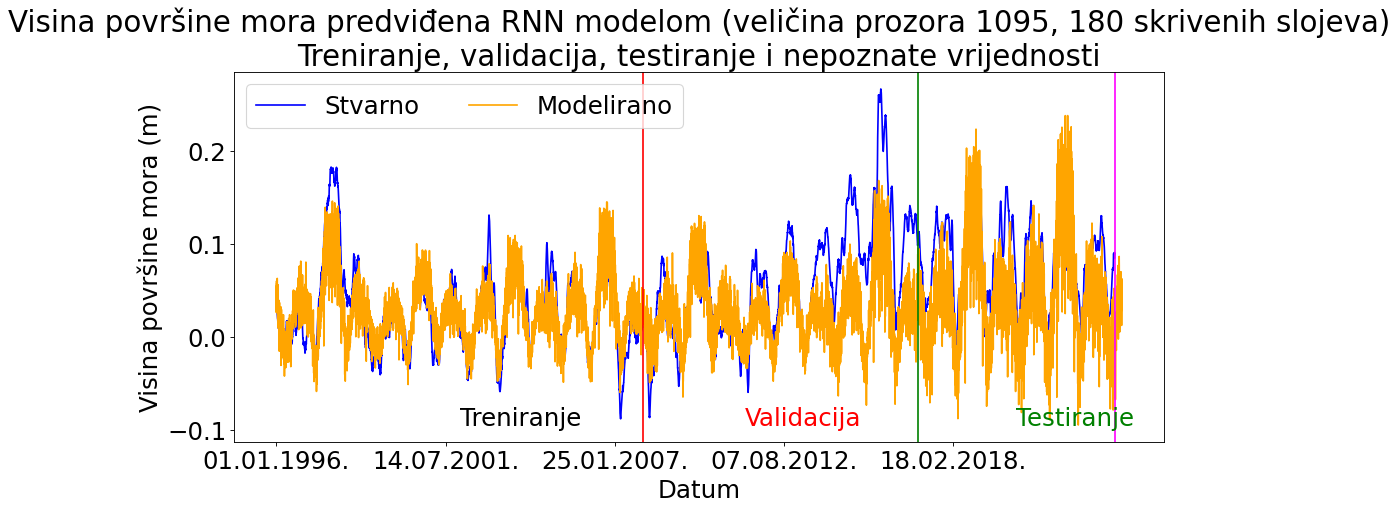 Visina površine mora predviđena RNN modelom (veličina prozora 1095, 180 skrivenih slojeva)
Treniranje, validacija, testiranje i nepoznate vrijednosti
Stvarno
Modelirano
Visina površine mora (m)
0.2
0.1
0.0
−0.1
Treniranje
Validacija
Testiranje
01.01.1996.
14.07.2001.
25.01.2007.
07.08.2012.
18.02.2018.
Datum